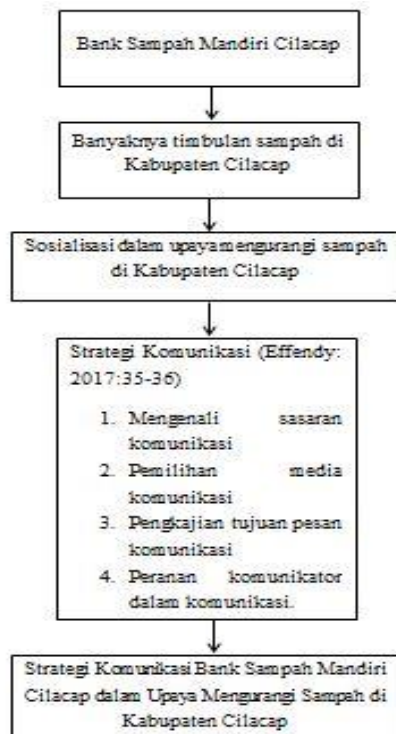 Bank Sampah Mandiri Cilacap
Banyaknya timbulan sampah di
Kabupaten Cilacap
Sosialisasi dalam upaya mengurangi sampah
di Kabupaten Cilacap
Strategi Komunikasi (Effendy:
2017:35-36)
1. Mengenali sasaran
komunikasi
2. Pemilihan media
komunikasi
3. Pengkajian tujuan pesan
komunikasi
4. Peranan komunikator
dalam komunikasi.
Strategi Komunikasi Bank Sampah Mandiri
Cilacap dalam Upaya Mengurangi Sampah di
Kabupaten Cilacap